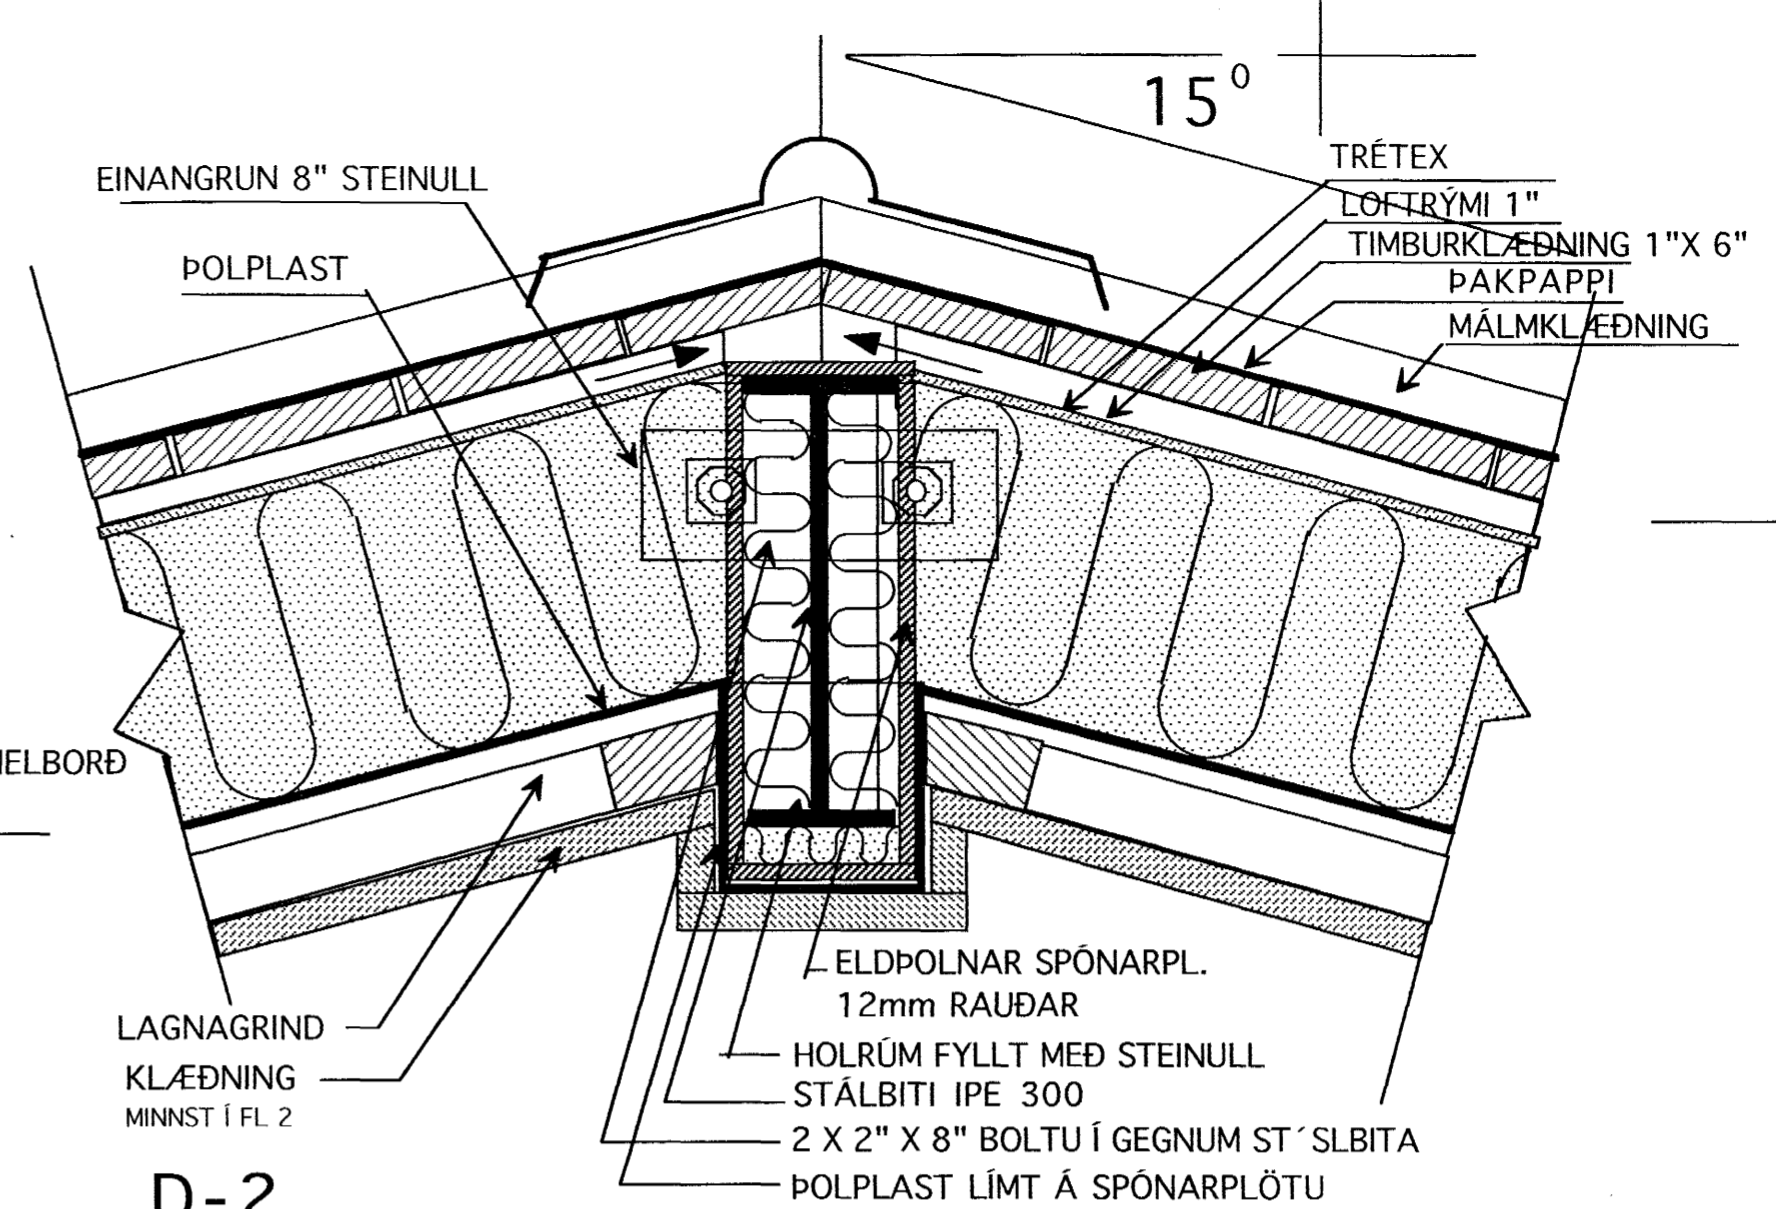 15°
EINANGRUN 8" STEINULL
ÞOLPLAST
TRÉTEX
LOFTRÝMI 1"
TIMBURKLÆÐNING 1"X 6"
ÞAKPAPPI
MÁLMKLÆÐNING
IELBORÐ
LAGNAGRIND
KLÆÐNING
MINNST Í FL 2
ELDÞOLNAR SPÓNARPL.
12mm RAUÐAR
HOLRÚM FYLLT MEÐ STEINULL
STÁLBITI IPE 300
2 X 2" X 8" BOLTU Í GEGNUM ST´SLBITA
ÞOLPLAST LÍMT Á SPÓNARPLÖTU
D-2